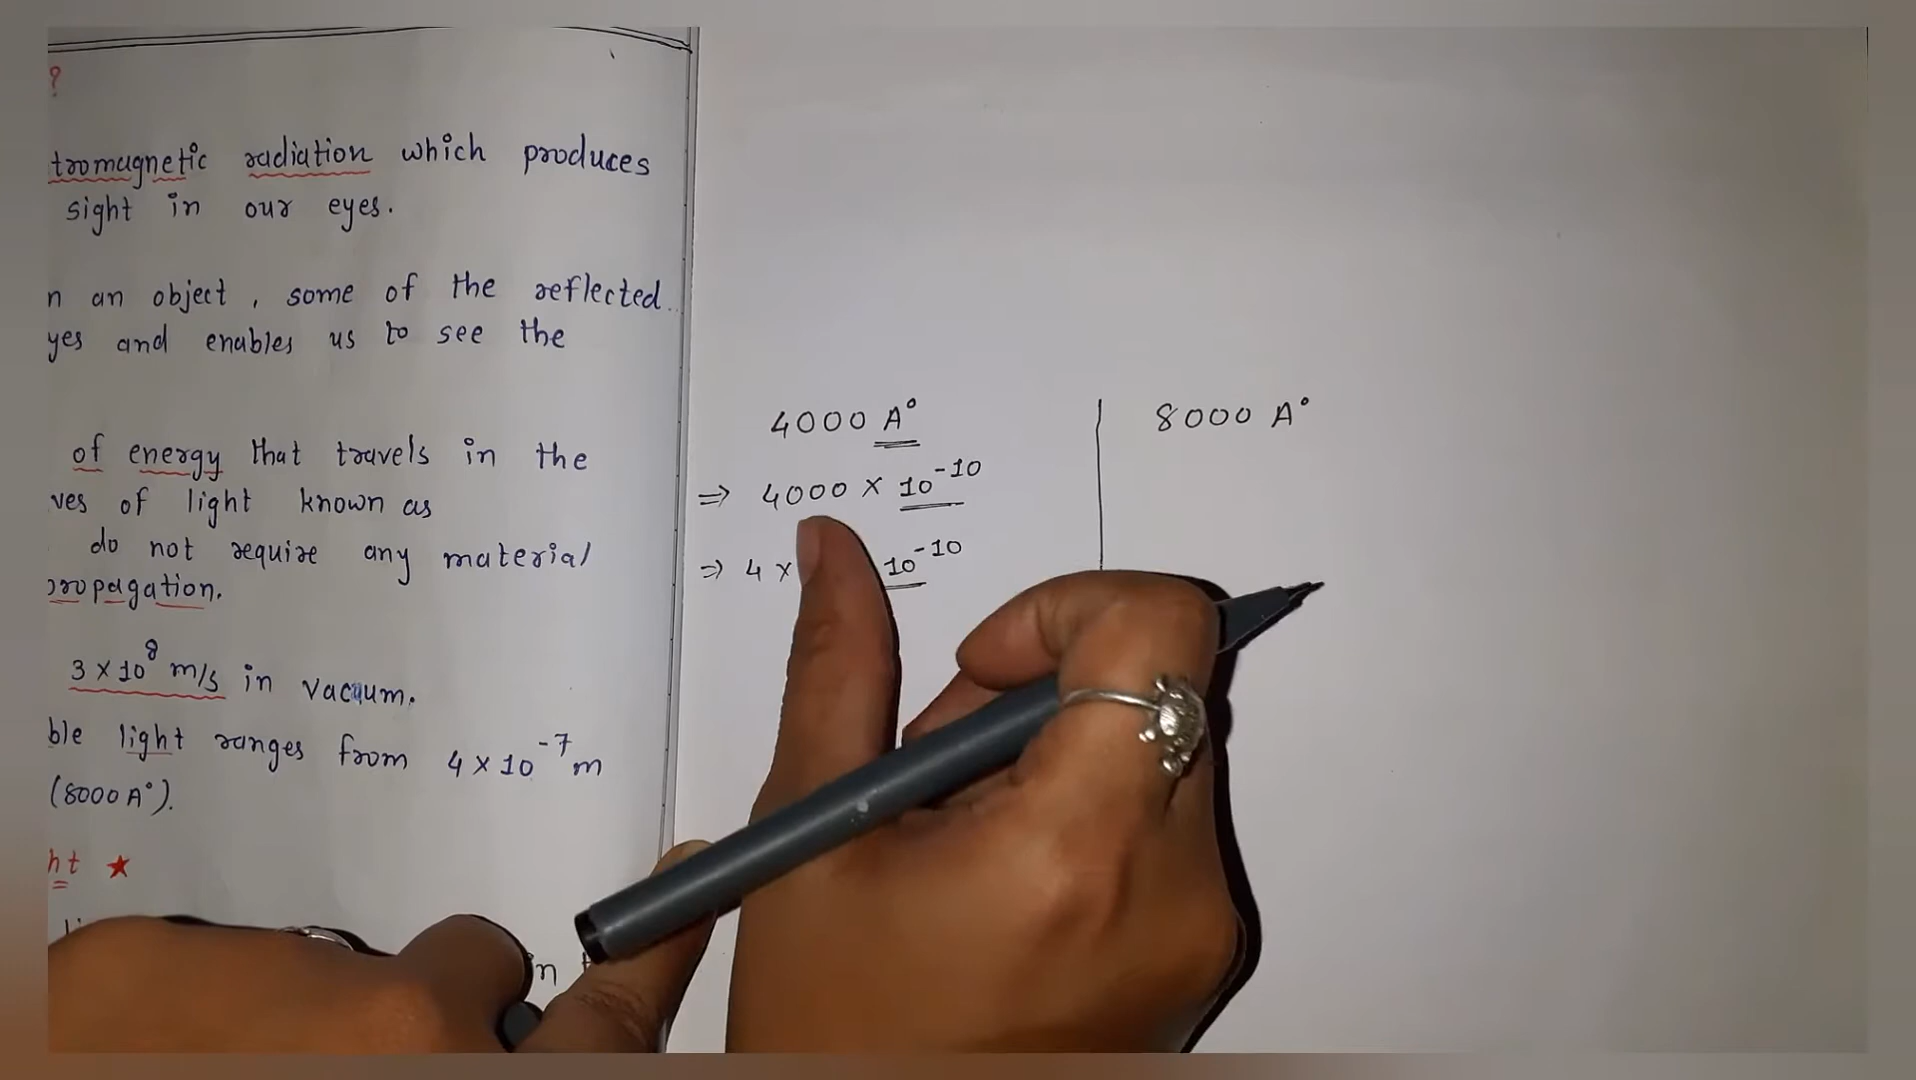 ?
tromagnetic radiation which produces
sight in our eyes.
n an object, some of the reflected
yes and enables us to see the
of energy that travels in the
ves of light known as
do not require any material
propagation.
3 × 10⁸ m/s in vacuum.
ble light ranges from 4 × 10⁻⁷ m
(8000 A°).
ht ★
in
4000 A°
⇒ 4000 × 10⁻¹⁰
⇒ 4 × 10⁻¹⁰
8000 A°